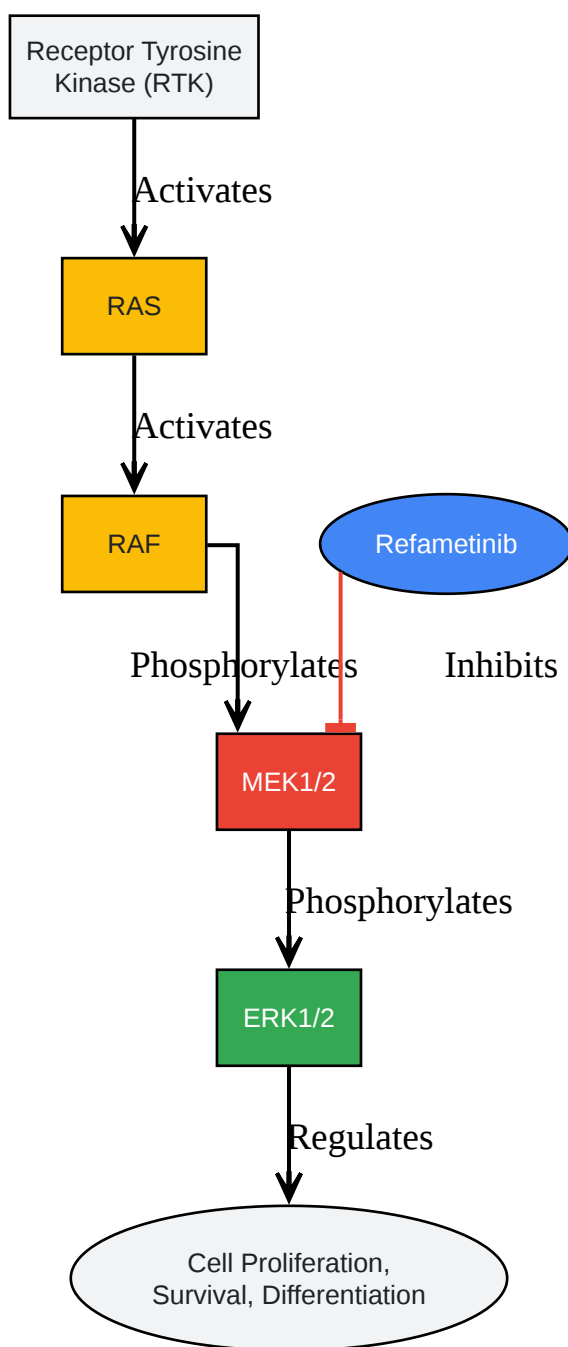 Receptor Tyrosine
Kinase (RTK)
Activates
RAS
Activates
RAF
Refametinib
Phosphorylates
Inhibits
MEK1/2
Phosphorylates
ERK1/2
Regulates
Cell Proliferation,
Survival, Differentiation